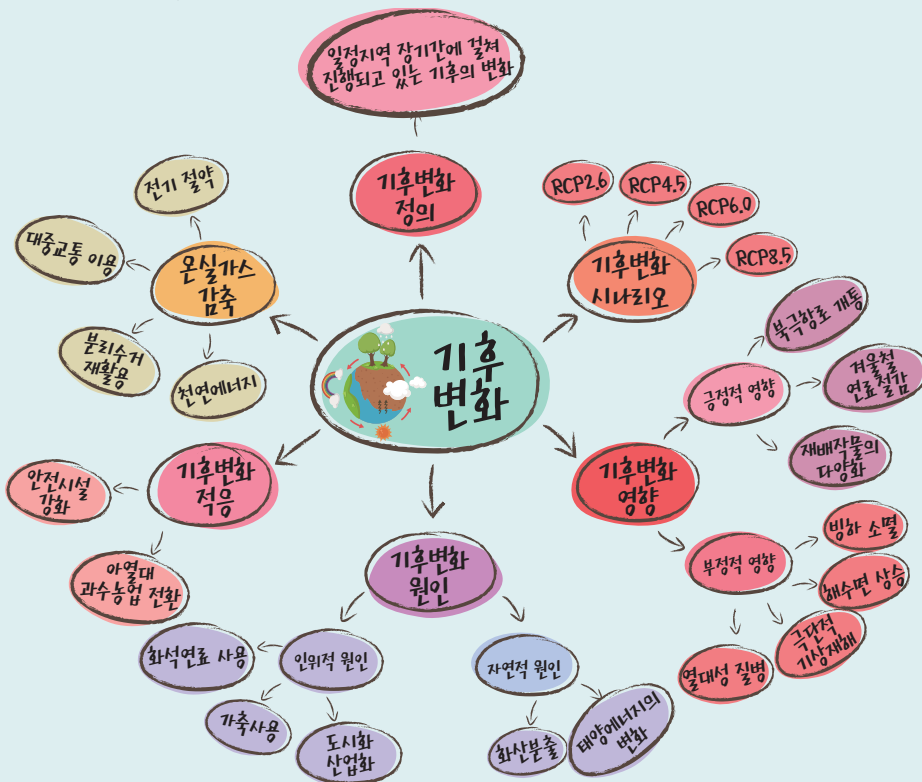 일정지역 장기간에 걸쳐
진행되고 있는 기후의 변화
기후변화
정의
전기 절약
대중교통 이용
온실가스
감축
분리수거
재활용
천연에너지
RCP2.6
RCP4.5
RCP6.0
RCP8.5
기후변화
시나리오
기후
변화
북극항로 개통
긍정적 영향
겨울철
연료절감
재배작물의
다양화
기후변화
영향
부정적 영향
빙하 소멸
해수면 상승
극단적
기상재해
열대성 질병
기후변화
적응
안전시설
강화
아열대
과수농업 전환
기후변화
원인
인위적 원인
화석연료 사용
가축사용
도시화
산업화
자연적 원인
화산분출
태양에너지의
변화